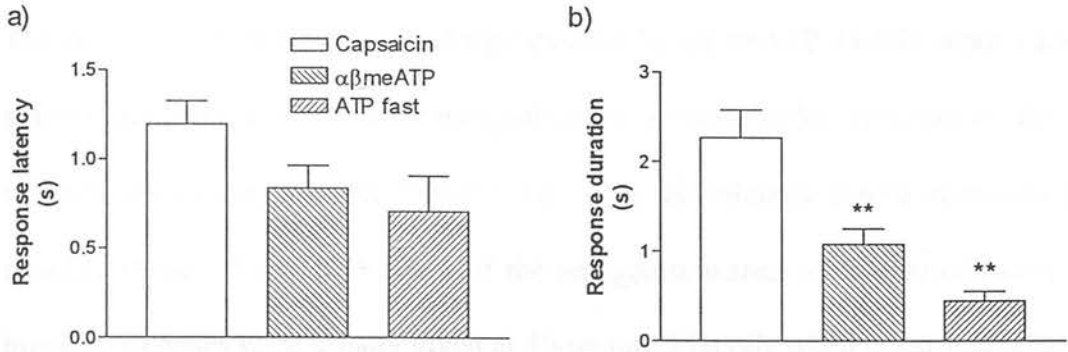 a)
Capsaicin
αβmeATP
ATP fast
Response latency
(s)
1.5
1.0
0.5
0.0
b)
Response duration
(s)
3
2
1
0
**
**